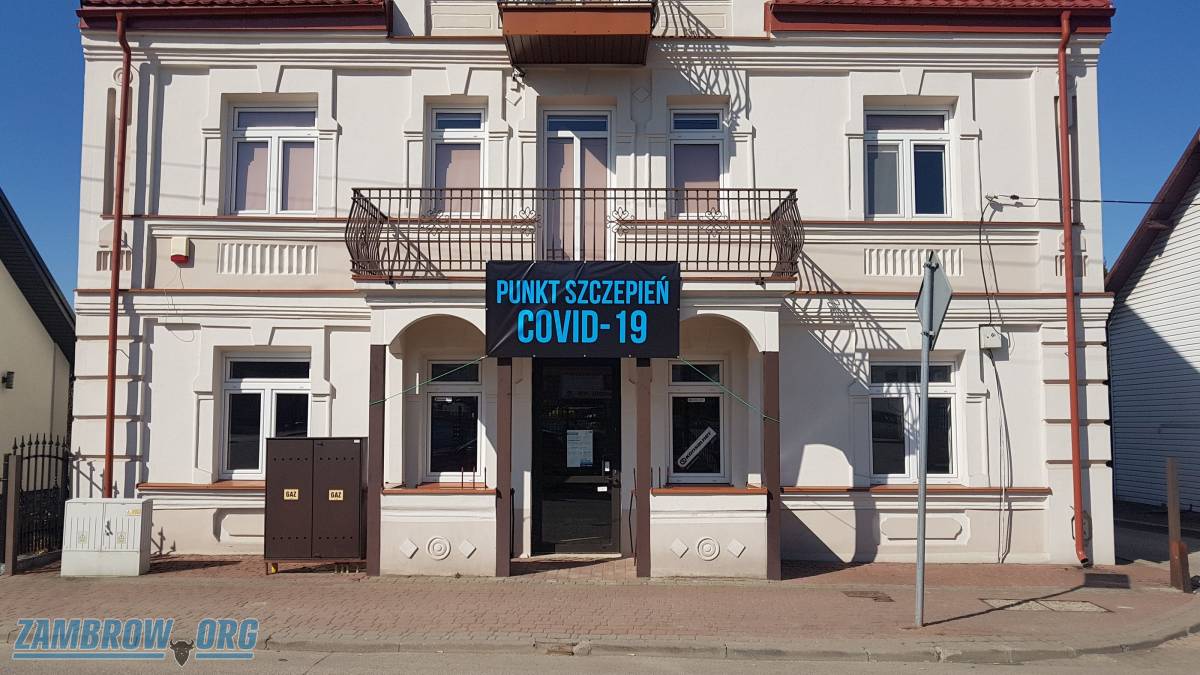 PUNKT SZCZEPIEŃ
COVID-19
GAZ
GAZ
ZAMBROW.ORG